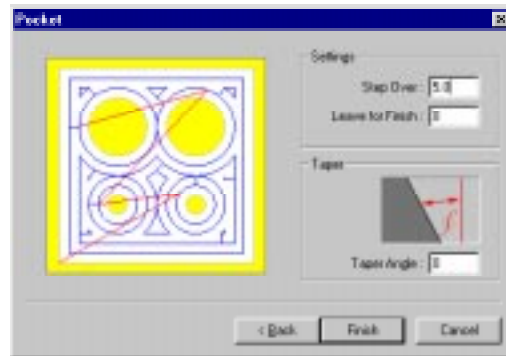 Pocket
Settings
Step Over : 5.0
Leave for Finish : 0
Taper
Taper Angle : 0
< Back
Finish
Cancel